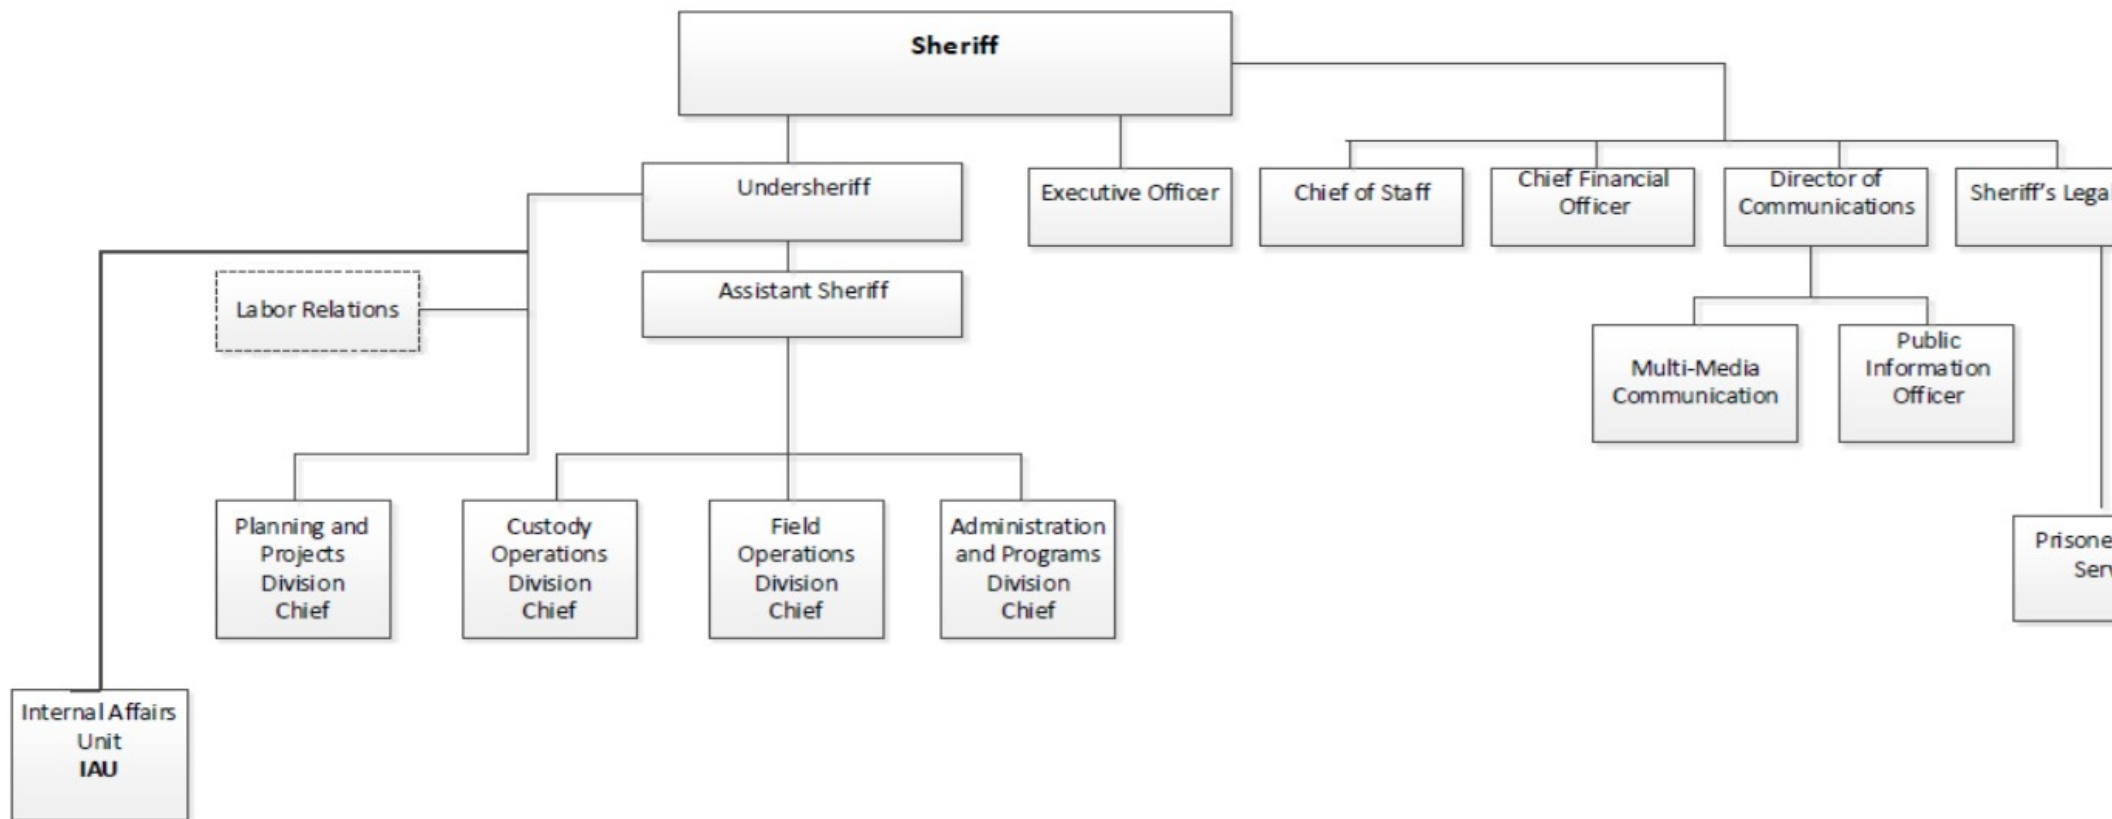 Sheriff
Undersheriff
Executive Officer
Chief of Staff
Chief Financial
Officer
Director of
Communications
Sheriff's Legal
Labor Relations
Assistant Sheriff
Multi-Media
Communication
Public
Information
Officer
Planning and
Projects
Division
Chief
Custody
Operations
Division
Chief
Field
Operations
Division
Chief
Administration
and Programs
Division
Chief
Internal Affairs
Unit
IAU